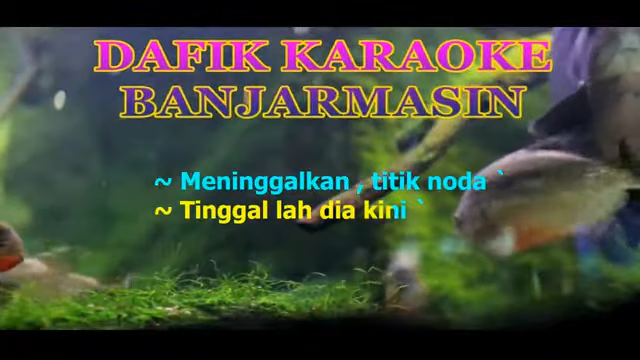 DAFIK KARAOKE
BANJARMASIN
~ Meninggalkan , titik noda `
~ Tinggal lah dia kini `